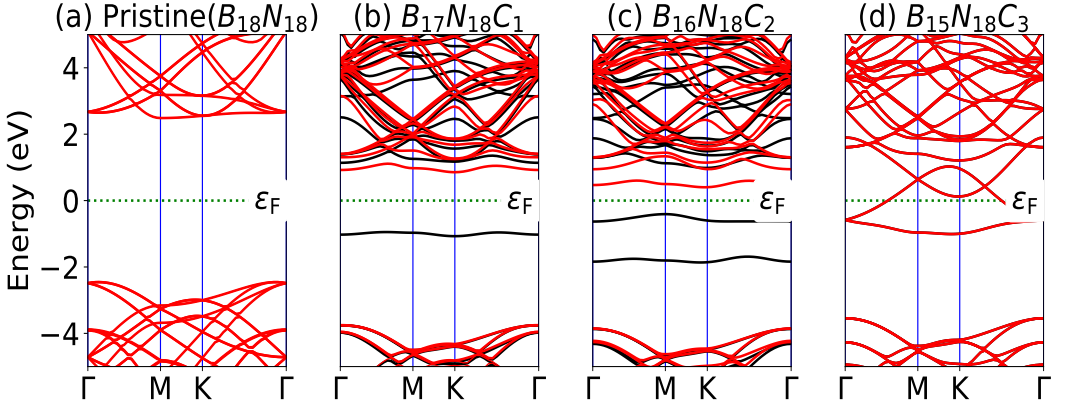 (a) Pristine(B₁₈N₁₈) (b) B₁₇N₁₈C₁ (c) B₁₆N₁₈C₂ (d) B₁₅N₁₈C₃
Energy (eV)
4
2
0
−2
−4
εF εF εF εF
Γ M K Γ Γ M K Γ Γ M K Γ Γ M K Γ